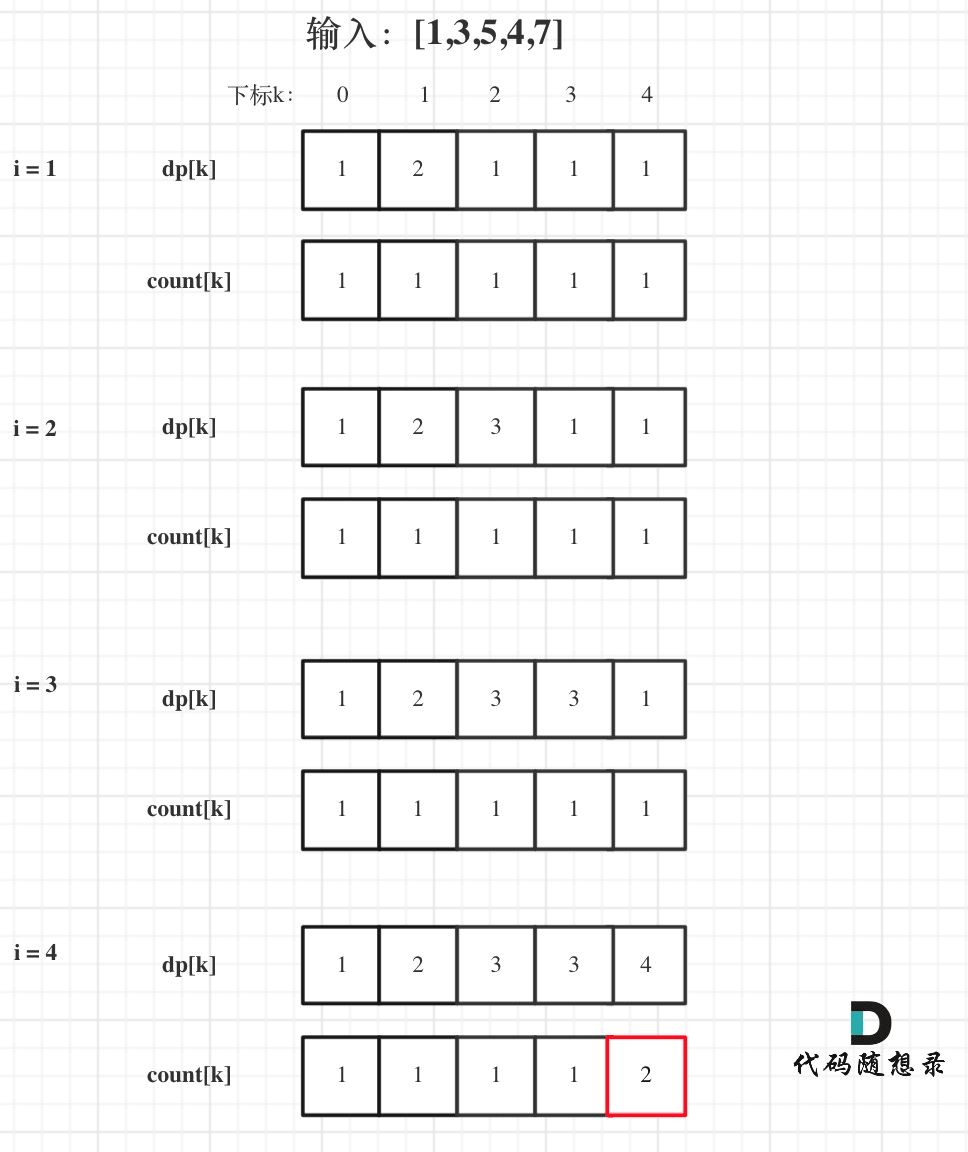 输入：[1,3,5,4,7]
下标k： 0 1 2 3 4
i = 1 dp[k] 1 2 1 1 1
count[k] 1 1 1 1 1
i = 2 dp[k] 1 2 3 1 1
count[k] 1 1 1 1 1
i = 3 dp[k] 1 2 3 3 1
count[k] 1 1 1 1 1
i = 4 dp[k] 1 2 3 3 4
count[k] 1 1 1 1 2
代码随想录